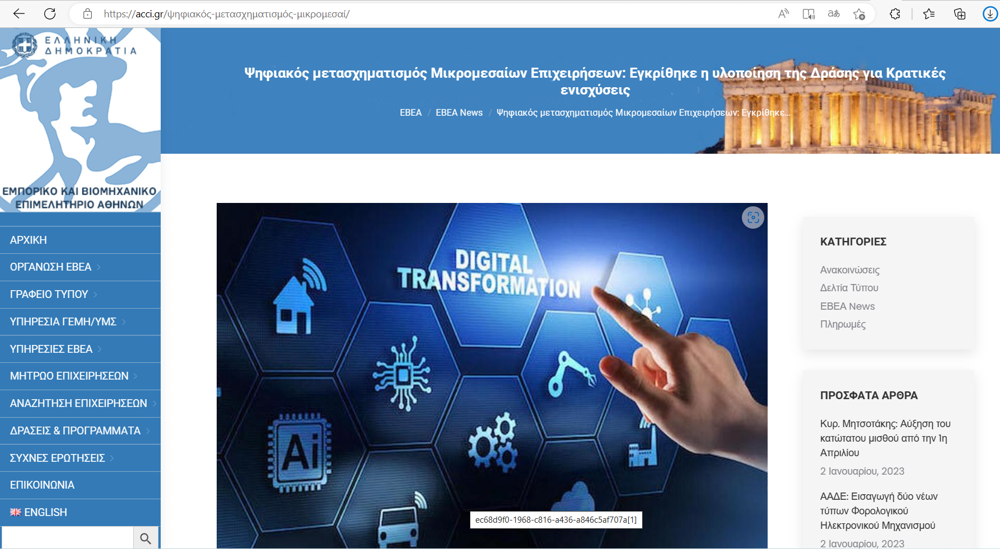 https://acci.gr/ψηφιακός-μετασχηματισμός-μικρομεσαί/
ΕΛΛΗΝΙΚΗ
ΔΗΜΟΚΡΑΤΙΑ
ΕΜΠΟΡΙΚΟ ΚΑΙ ΒΙΟΜΗΧΑΝΙΚΟ
ΕΠΙΜΕΛΗΤΗΡΙΟ ΑΘΗΝΩΝ
ΑΡΧΙΚΗ
ΟΡΓΑΝΩΣΗ ΕΒΕΑ
ΓΡΑΦΕΙΟ ΤΥΠΟΥ
ΥΠΗΡΕΣΙΑ ΓΕΜΗ/ΥΜΣ
ΥΠΗΡΕΣΙΕΣ ΕΒΕΑ
ΜΗΤΡΩΟ ΕΠΙΧΕΙΡΗΣΕΩΝ
ΑΝΑΖΗΤΗΣΗ ΕΠΙΧΕΙΡΗΣΕΩΝ
ΔΡΑΣΕΙΣ & ΠΡΟΓΡΑΜΜΑΤΑ
ΣΥΧΝΕΣ ΕΡΩΤΗΣΕΙΣ
ΕΠΙΚΟΙΝΩΝΙΑ
ENGLISH
Ψηφιακός μετασχηματισμός Μικρομεσαίων Επιχειρήσεων: Εγκρίθηκε η υλοποίηση της Δράσης για Κρατικές
ενισχύσεις
ΕΒΕΑ / EBEA News / Ψηφιακός μετασχηματισμός Μικρομεσαίων Επιχειρήσεων: Εγκρίθηκε...
DIGITAL
TRANSFORMATION
Ai
ec68d9f0-1968-c816-a436-a846c5af707a[1]
ΚΑΤΗΓΟΡΙΕΣ
Ανακοινώσεις
Δελτία Τύπου
ΕΒΕΑ News
Πληρωμές
ΠΡΟΣΦΑΤΑ ΑΡΘΡΑ
Κυρ. Μητσοτάκης: Αύξηση του
κατώτατου μισθού από την 1η
Απριλίου
2 Ιανουαρίου, 2023
ΑΑΔΕ: Εισαγωγή δύο νέων
τύπων Φορολογικού
Ηλεκτρονικού Μηχανισμού
2 Ιανουαρίου, 2023